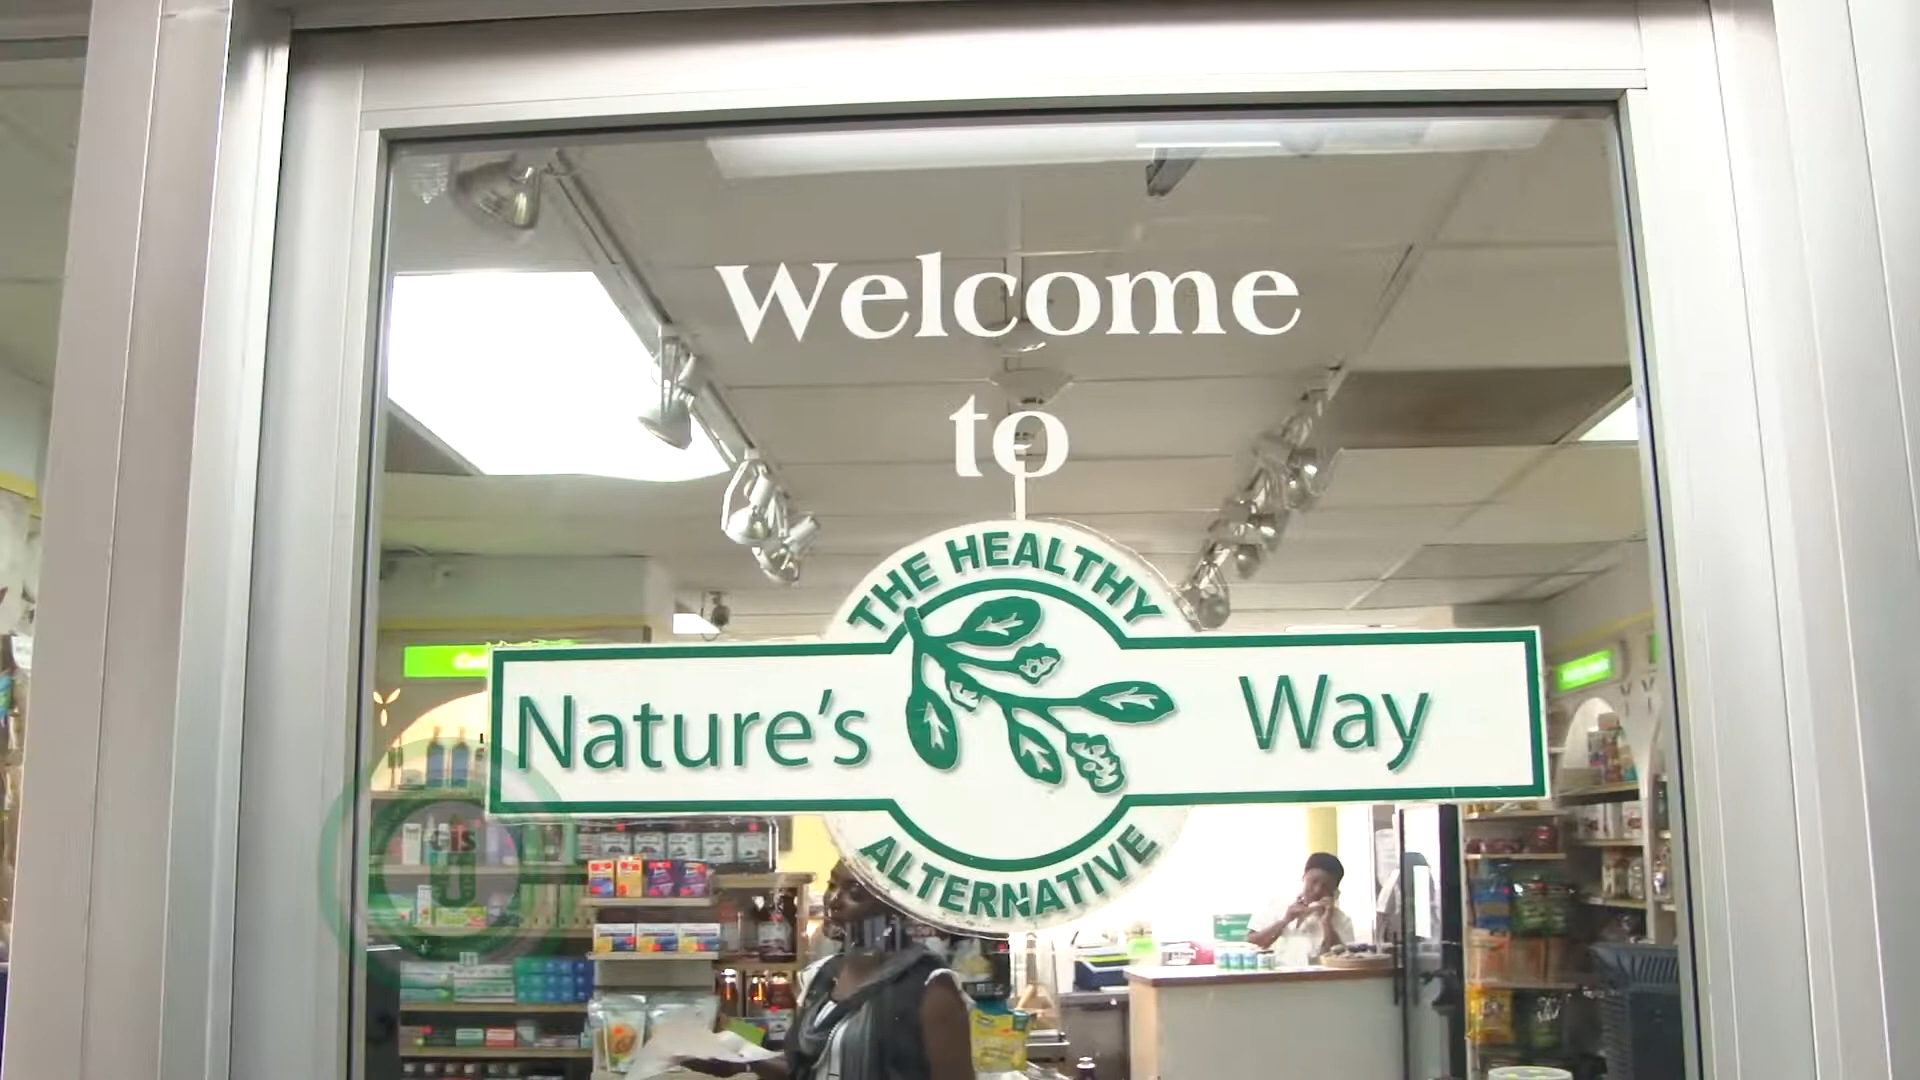 Welcome
to
THE HEALTHY
Nature's Way
ALTERNATIVE